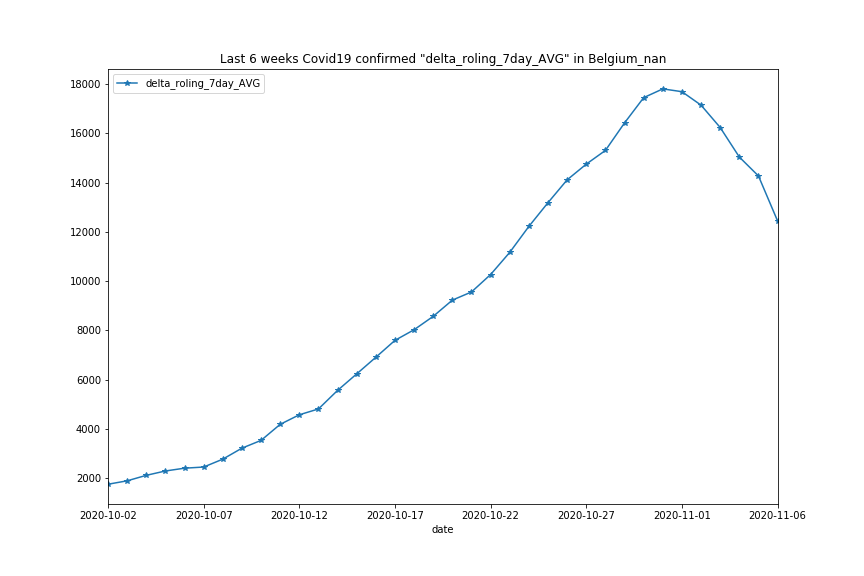 Last 6 weeks Covid19 confirmed "delta_roling_7day_AVG" in Belgium_nan
delta_roling_7day_AVG
18000
16000
14000
12000
10000
8000
6000
4000
2000
2020-10-02 2020-10-07 2020-10-12 2020-10-17 2020-10-22 2020-10-27 2020-11-01 2020-11-06
date